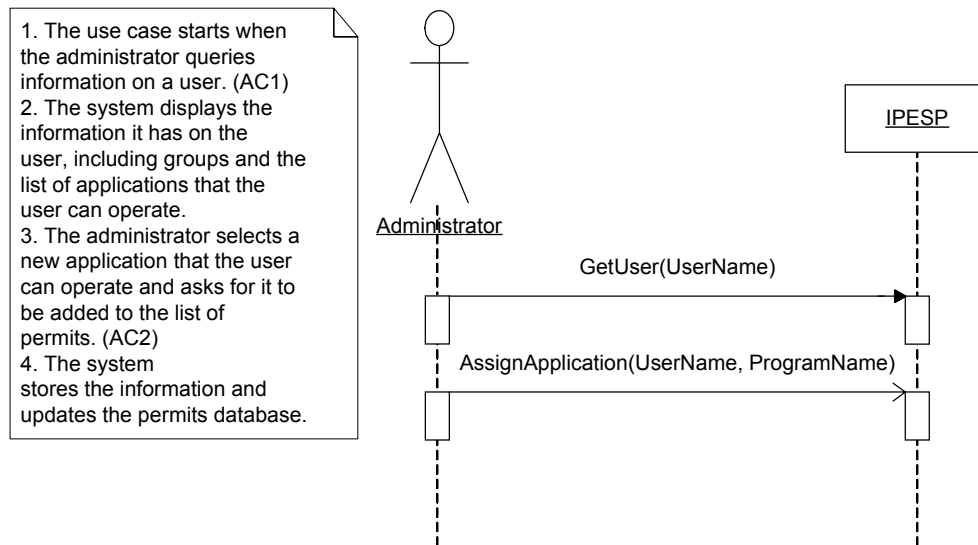 1. The use case starts when
the administrator queries
information on a user. (AC1)
2. The system displays the
information it has on the
user, including groups and the
list of applications that the
user can operate.
3. The administrator selects a
new application that the user
can operate and asks for it to
be added to the list of
permits. (AC2)
4. The system
stores the information and
updates the permits database.
Administrator
IPESP
GetUser(UserName)
AssignApplication(UserName, ProgramName)